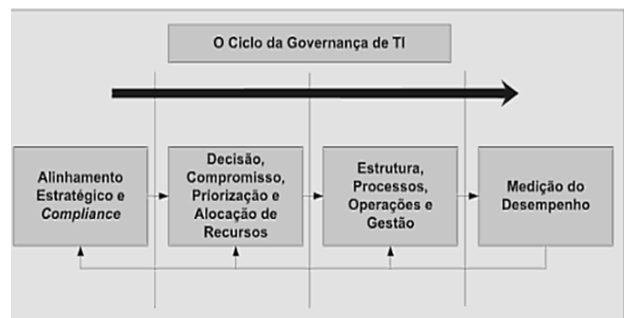 O Ciclo da Governança de TI
Alinhamento
Estratégico e
Compliance
Decisão,
Compromisso,
Priorização e
Alocação de
Recursos
Estrutura,
Processos,
Operações e
Gestão
Medição do
Desempenho